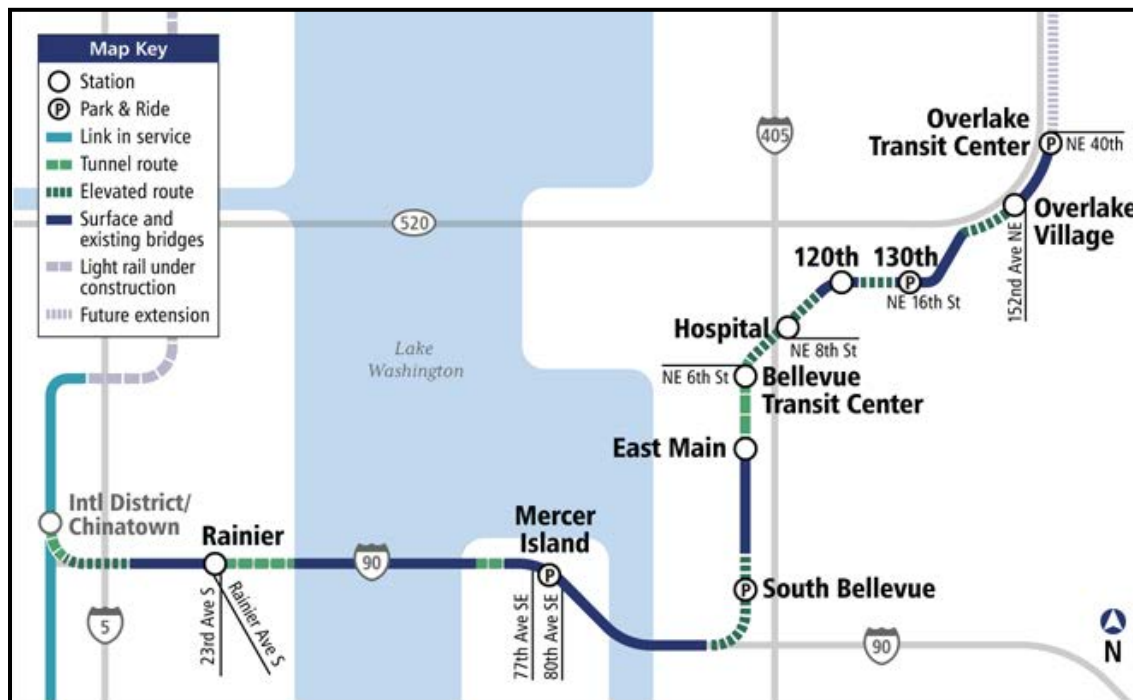 Map Key
Station
P Park & Ride
Link in service
Tunnel route
Elevated route
Surface and
existing bridges
Light rail under
construction
Future extension
405
Overlake
Transit Center
P NE 40th
520
Overlake
Village
152nd Ave NE
120th 130th
P
NE 16th St
Hospital
NE 8th St
Lake
Washington
NE 6th St
Bellevue
Transit Center
East Main
Intl District/
Chinatown
Rainier
Mercer
Island
90
P
P South Bellevue
23rd Ave S
Rainier Ave S
77th Ave SE
80th Ave SE
5
90
N